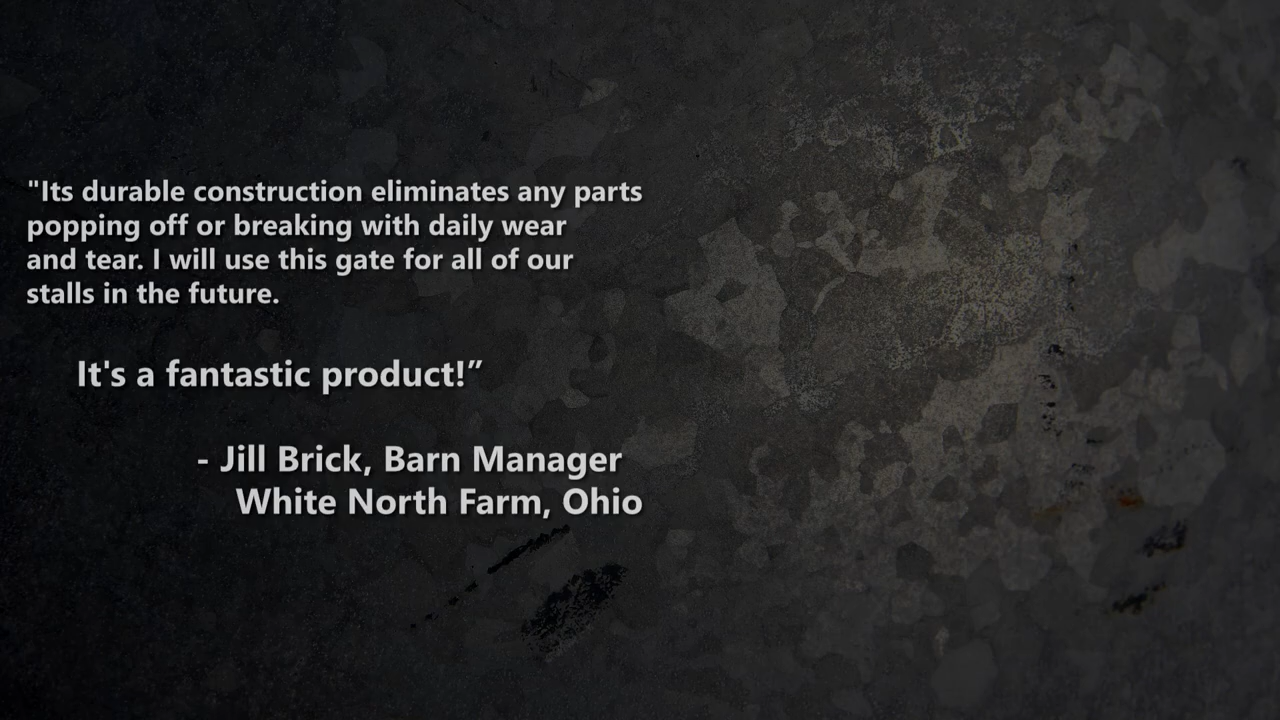 "Its durable construction eliminates any parts
popping off or breaking with daily wear
and tear. I will use this gate for all of our
stalls in the future.
It's a fantastic product!”
- Jill Brick, Barn Manager
White North Farm, Ohio